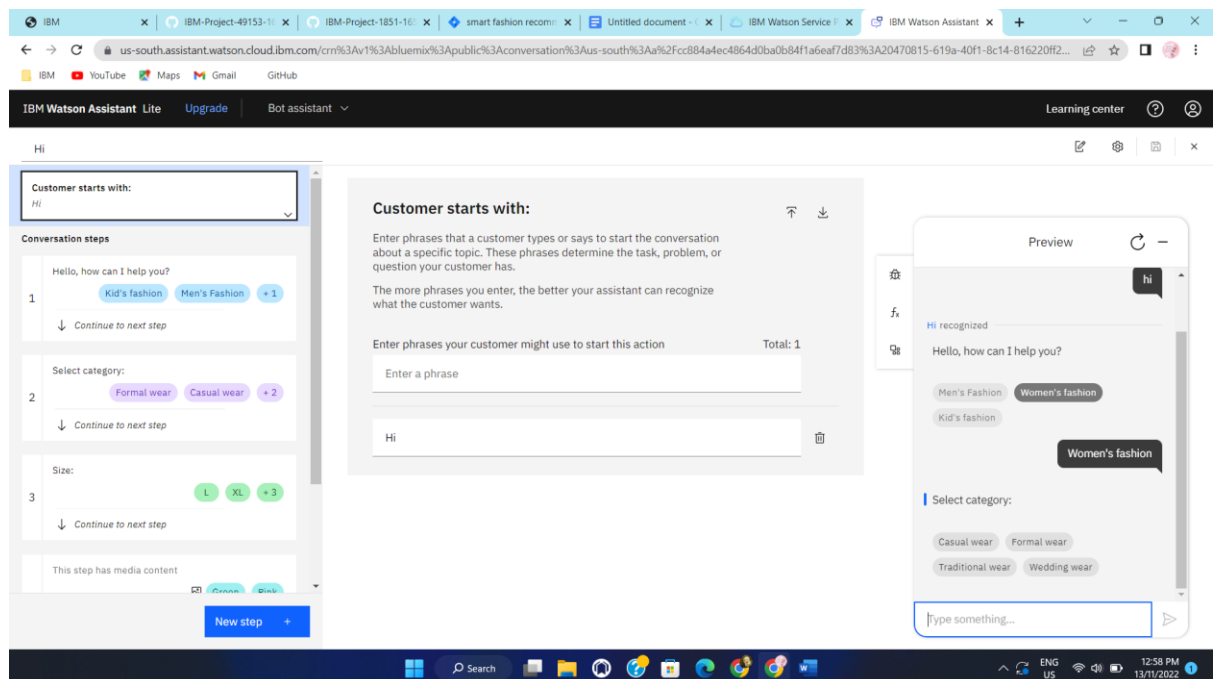 IBM
IBM-Project-49153-16
IBM-Project-1851-165
smart fashion recomm
Untitled document - G
IBM Watson Service P
IBM Watson Assistant
us-south.assistant.watson.cloud.ibm.com/crn%3Av1%3Abluemix%3Apublic%3Aconversation%3Aus-south%3Aa%2Fcc884a4ec4864d0ba0b84f1a6eaf7d83%3A20470815-619a-40f1-8c14-816220ff2...
IBM YouTube Maps Gmail GitHub
IBM Watson Assistant Lite Upgrade Bot assistant Learning center
Hi
Customer starts with:
Hi
Conversation steps
1
Hello, how can I help you?
Kid's fashion Men's Fashion + 1
Continue to next step
2
Select category:
Formal wear Casual wear + 2
Continue to next step
3
Size:
L XL + 3
Continue to next step
This step has media content
Green Pink
New step +
Customer starts with:
Enter phrases that a customer types or says to start the conversation
about a specific topic. These phrases determine the task, problem, or
question your customer has.
The more phrases you enter, the better your assistant can recognize
what the customer wants.
Enter phrases your customer might use to start this action Total: 1
Enter a phrase
Hi
fx
Preview
hi
Hi recognized
Hello, how can I help you?
Men's Fashion Women's fashion
Kid's fashion
Women's fashion
Select category:
Casual wear Formal wear
Traditional wear Wedding wear
Type something...
Search
ENG
US
12:58 PM
13/11/2022
1